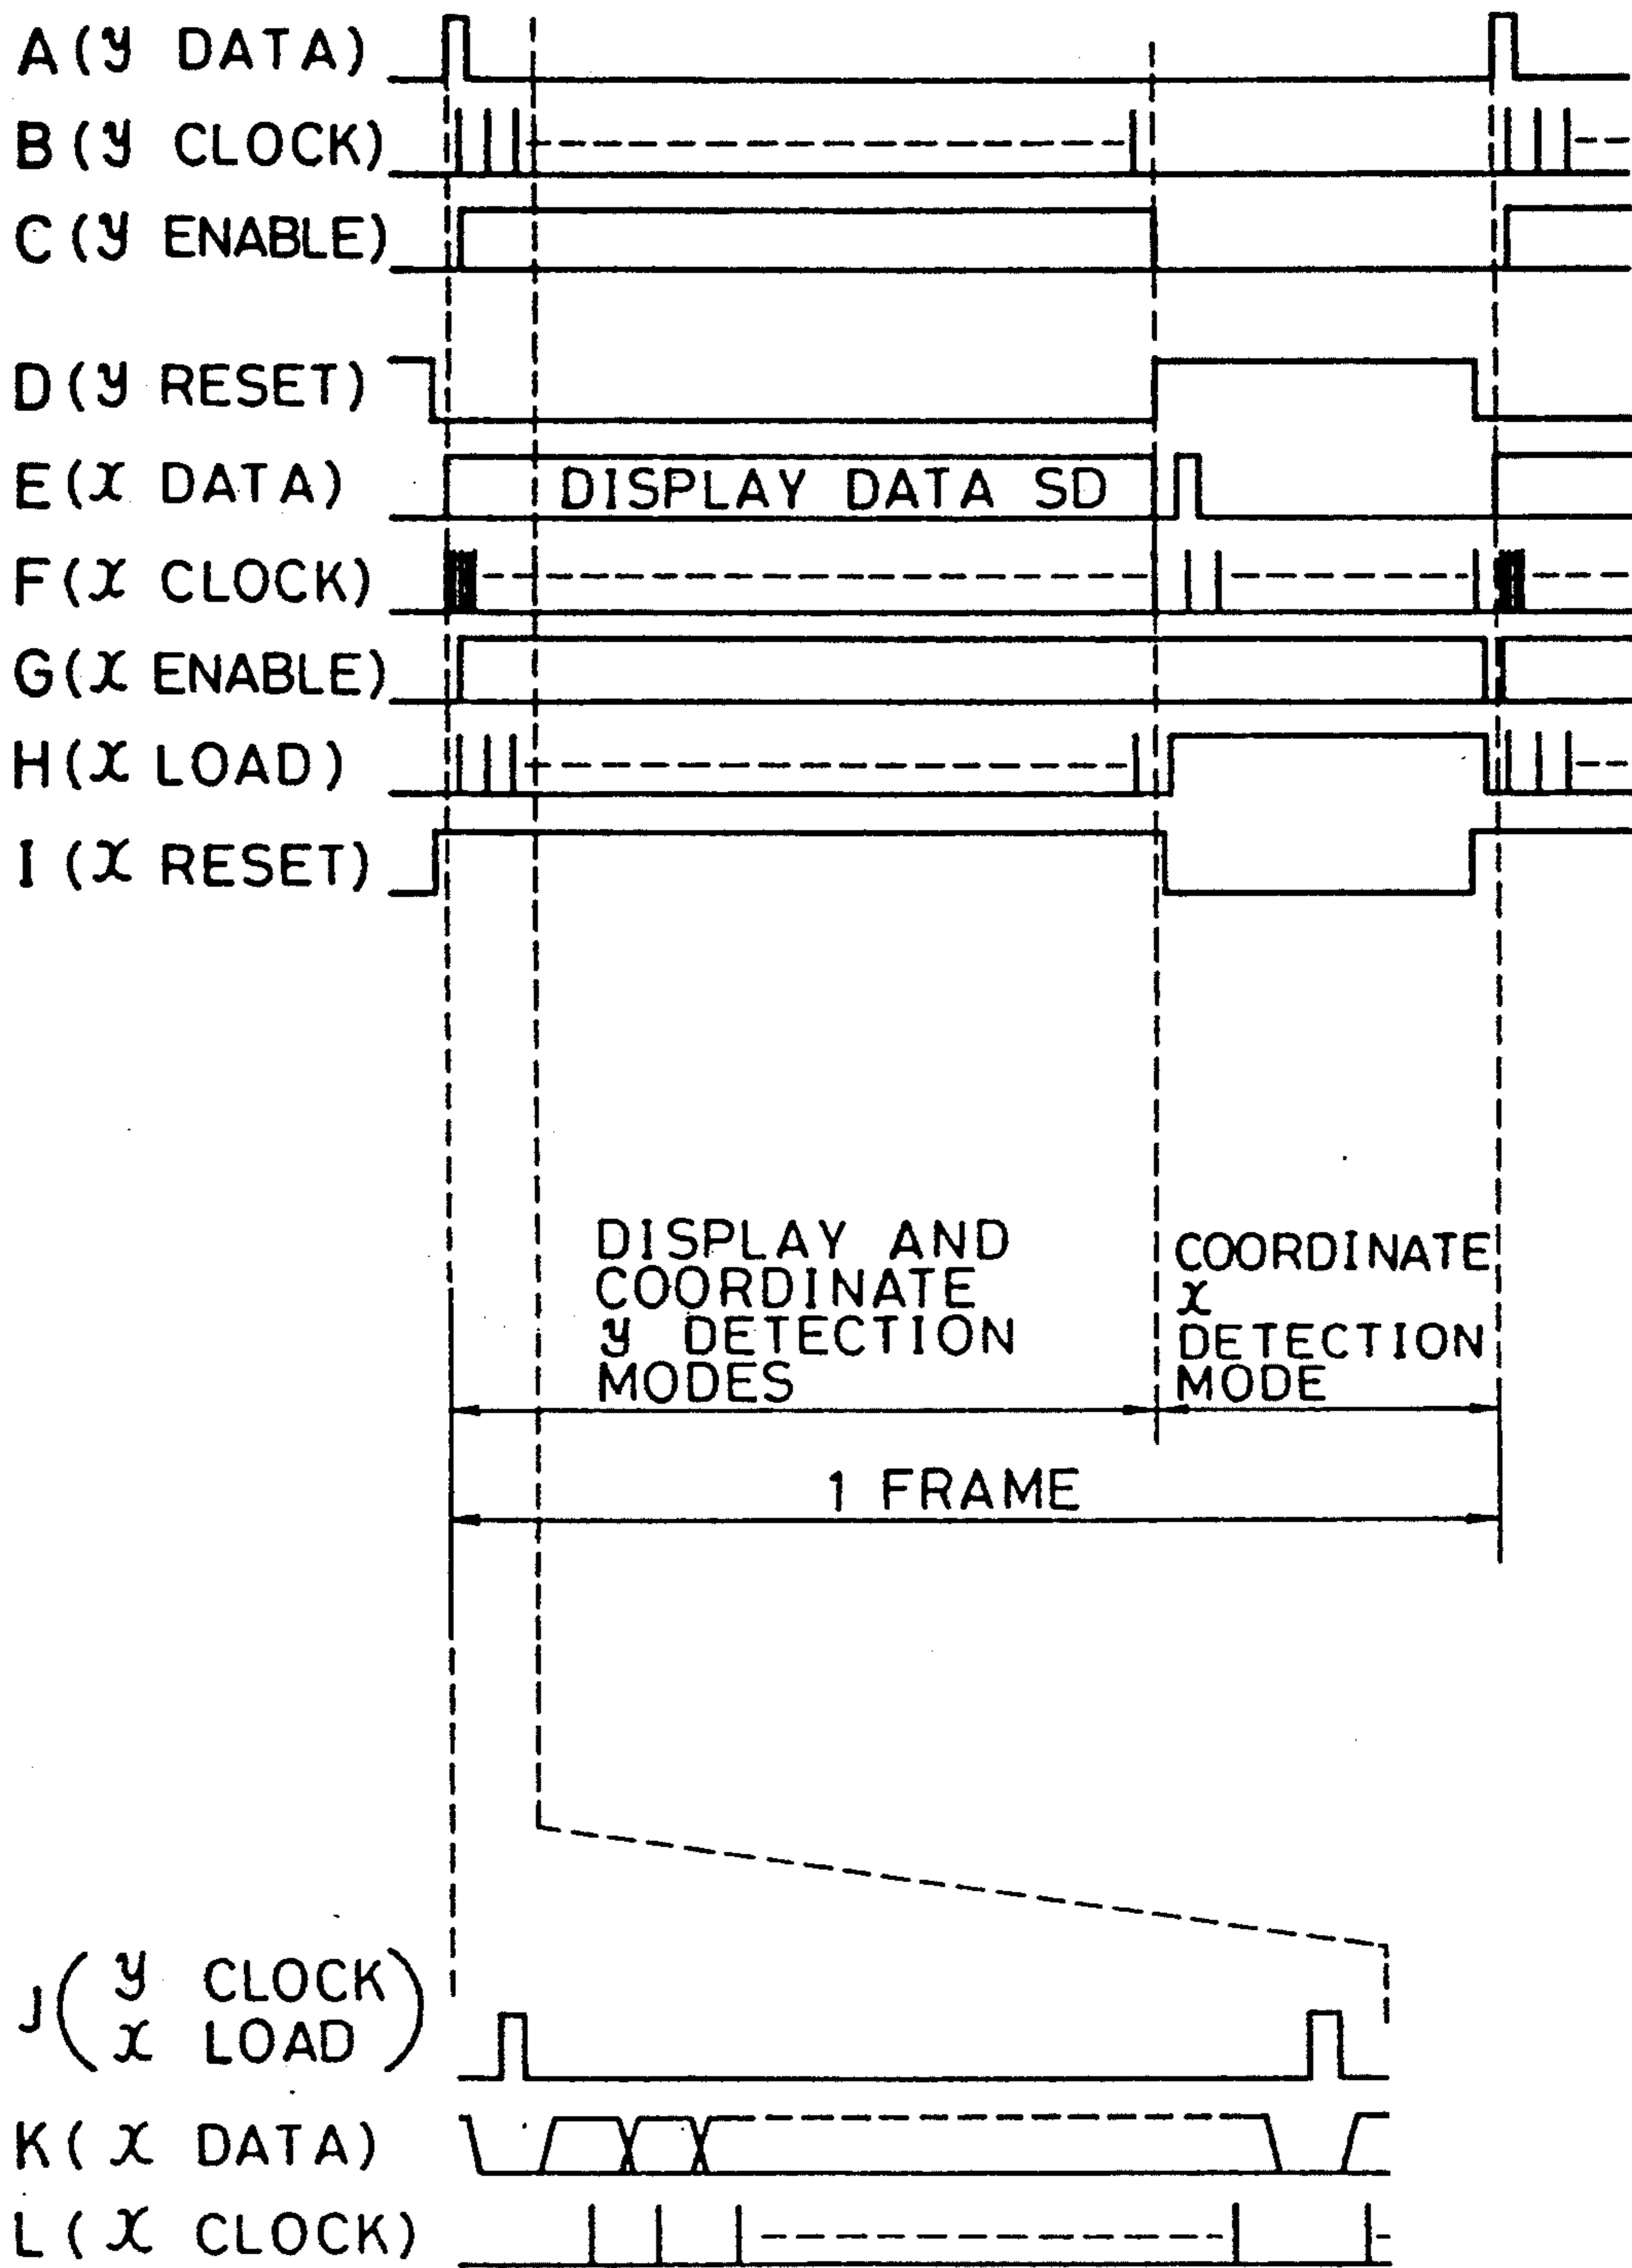 A(y DATA)
B(y CLOCK)
C(y ENABLE)
D(y RESET)
E(x DATA)
DISPLAY DATA SD
F(x CLOCK)
G(x ENABLE)
H(x LOAD)
I(x RESET)
DISPLAY AND
COORDINATE
y DETECTION
MODES
COORDINATE
x
DETECTION
MODE
1 FRAME
J(y CLOCK
x LOAD)
K(x DATA)
L(x CLOCK)